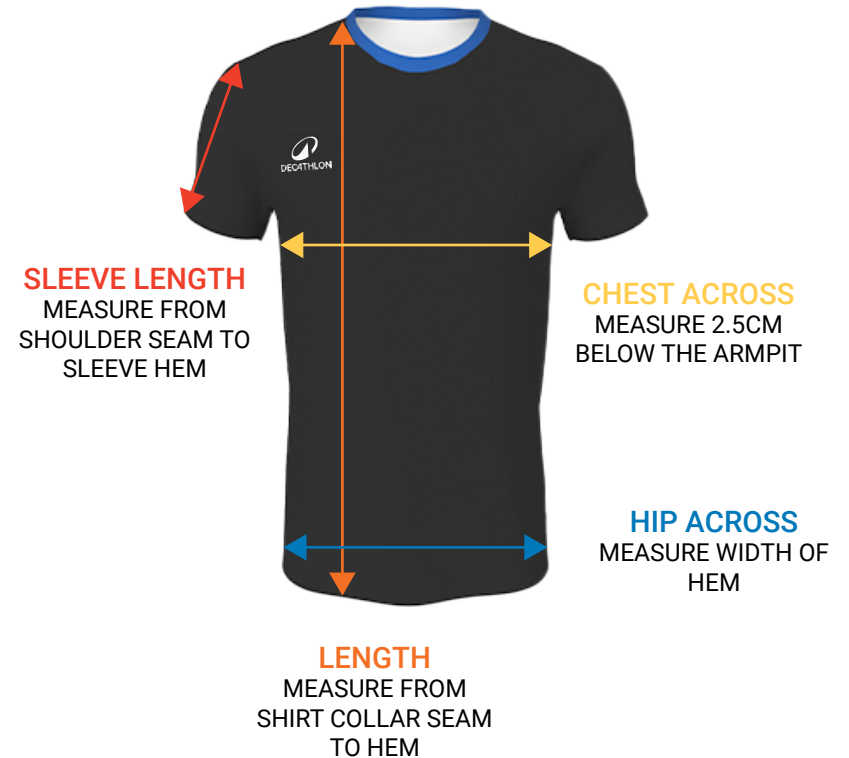 DECATHLON
SLEEVE LENGTH
MEASURE FROM
SHOULDER SEAM TO
SLEEVE HEM
CHEST ACROSS
MEASURE 2.5CM
BELOW THE ARMPIT
HIP ACROSS
MEASURE WIDTH OF
HEM
LENGTH
MEASURE FROM
SHIRT COLLAR SEAM
TO HEM